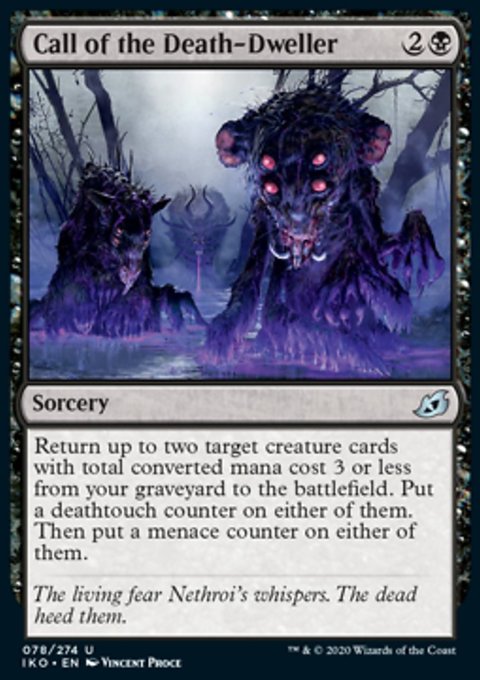 Call of the Death-Dweller 2
Sorcery
Return up to two target creature cards
with total converted mana cost 3 or less
from your graveyard to the battlefield. Put
a deathtouch counter on either of them.
Then put a menace counter on either of
them.
The living fear Nethroi's whispers. The dead
heed them.
078/274 U
IKO • EN Vincent Proce
™ & © 2020 Wizards of the Coast